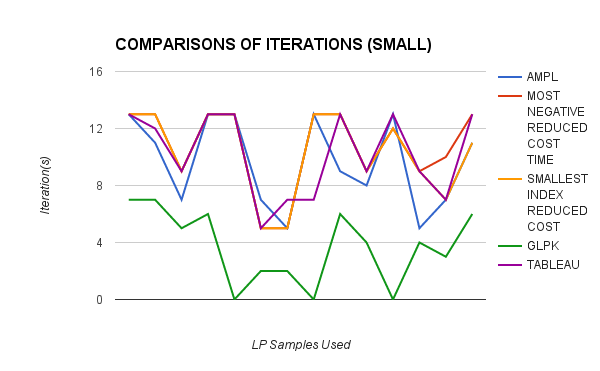 COMPARISONS OF ITERATIONS (SMALL)
16
12
8
4
0
Iteration(s)
LP Samples Used
AMPL
MOST
NEGATIVE
REDUCED
COST
TIME
SMALLEST
INDEX
REDUCED
COST
GLPK
TABLEAU